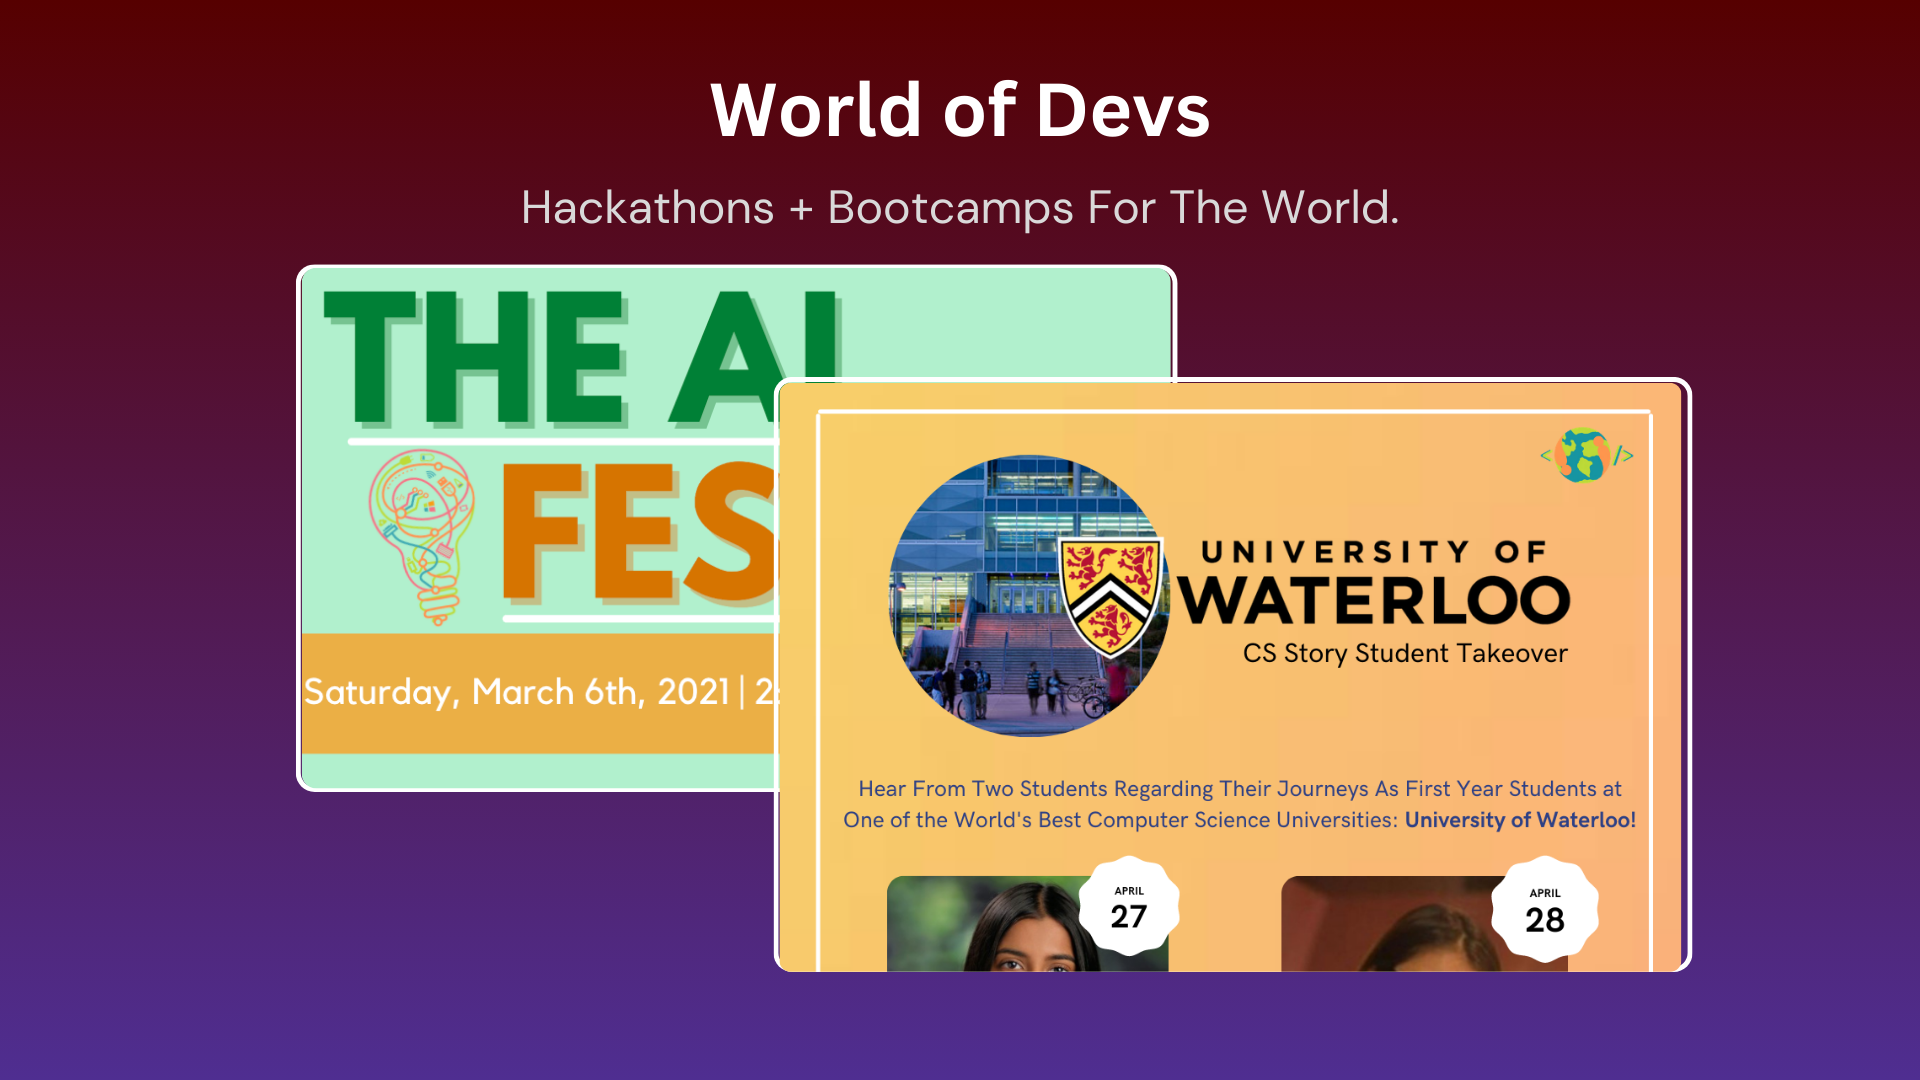 World of Devs
Hackathons + Bootcamps For The World.
THE AI
FES
Saturday, March 6th, 2021 | 2
< />
UNIVERSITY OF
WATERLOO
CS Story Student Takeover
Hear From Two Students Regarding Their Journeys As First Year Students at
One of the World's Best Computer Science Universities: University of Waterloo!
APRIL
27
APRIL
28